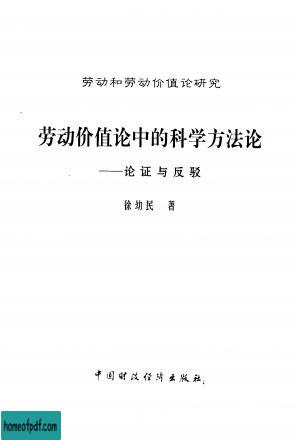 劳动和劳动价值论研究
劳动价值论中的科学方法论
——论证与反驳
徐幼民 著
中国财政经济出版社
homeofpdf.com